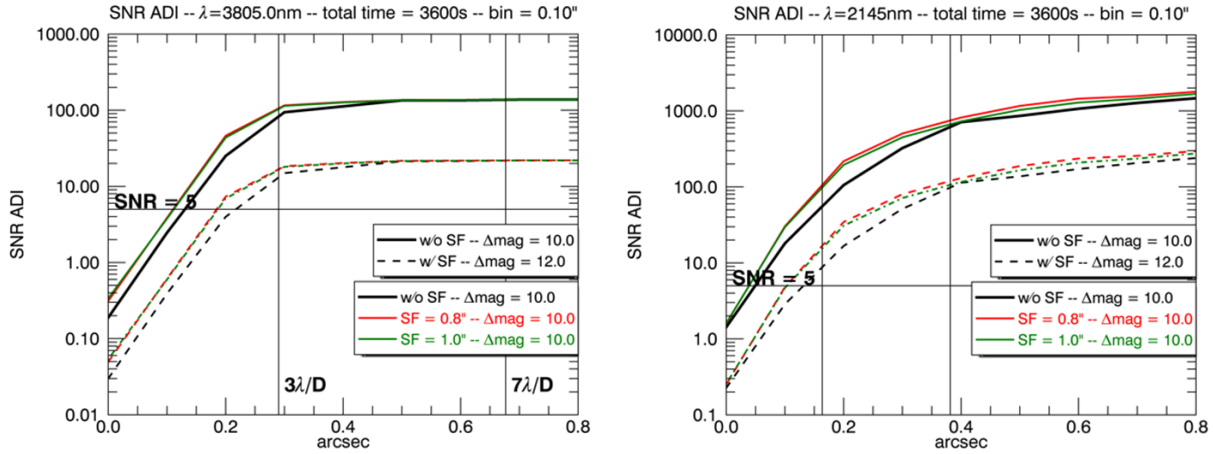 SNR ADI -- λ=3805.0nm -- total time = 3600s -- bin = 0.10"
1000.00
100.00
10.00
1.00
0.10
0.01
SNR ADI
SNR = 5
w/o SF -- Δmag = 10.0
w/ SF -- Δmag = 12.0
w/o SF -- Δmag = 10.0
SF = 0.8" -- Δmag = 10.0
SF = 1.0" -- Δmag = 10.0
3λ/D
7λ/D
0.0 0.2 0.4 0.6 0.8
arcsec
SNR ADI -- λ=2145nm -- total time = 3600s -- bin = 0.10"
10000.0
1000.0
100.0
10.0
1.0
0.1
SNR ADI
SNR = 5
w/o SF -- Δmag = 10.0
w/ SF -- Δmag = 12.0
w/o SF -- Δmag = 10.0
SF = 0.8" -- Δmag = 10.0
SF = 1.0" -- Δmag = 10.0
0.0 0.2 0.4 0.6 0.8
arcsec